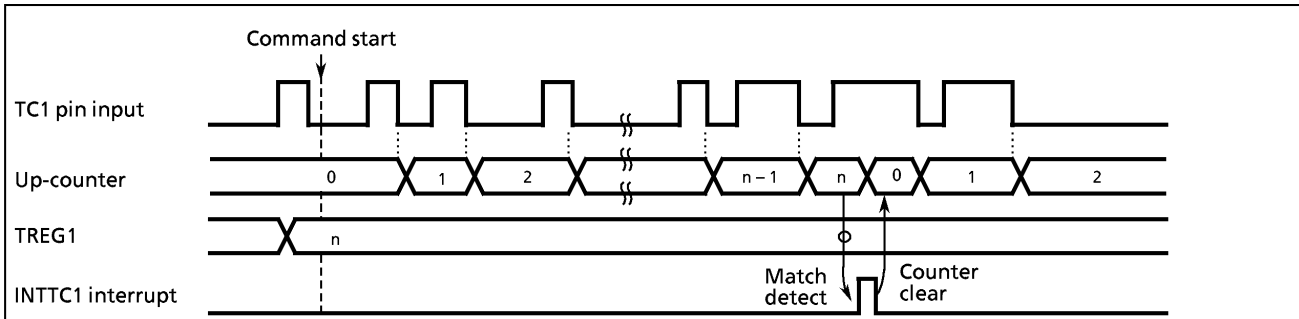 Command start
TC1 pin input
Up-counter
0 1 2 n – 1 n 0 1 2
TREG1
n
Match
detect
Counter
clear
INTTC1 interrupt